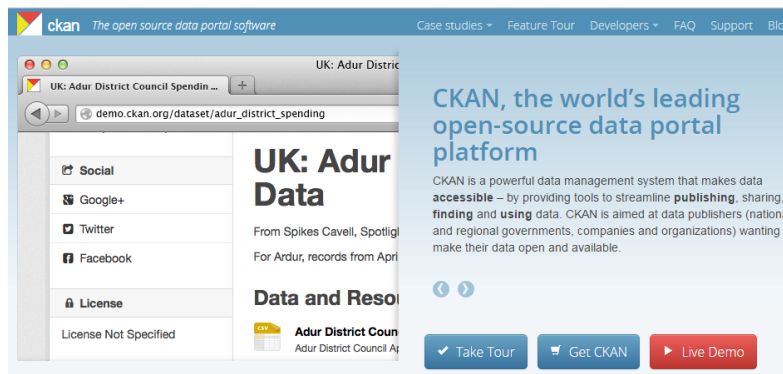 ckan The open source data portal software
Case studies Feature Tour Developers FAQ Support
UK: Adur Distric
UK: Adur District Council Spendin ...
demo.ckan.org/dataset/adur_district_spending
Social
Google+
Twitter
Facebook
License
License Not Specified
UK: Adur
Data
From Spikes Cavell, Spotlig
For Ardur, records from Apri
Data and Reso
CSV
Adur District Coun
Adur District Council Ap
CKAN, the world's leading
open-source data portal
platform
CKAN is a powerful data management system that makes data
accessible – by providing tools to streamline publishing, sharing,
finding and using data. CKAN is aimed at data publishers (nationa
and regional governments, companies and organizations) wanting
make their data open and available.
Take Tour
Get CKAN
Live Demo